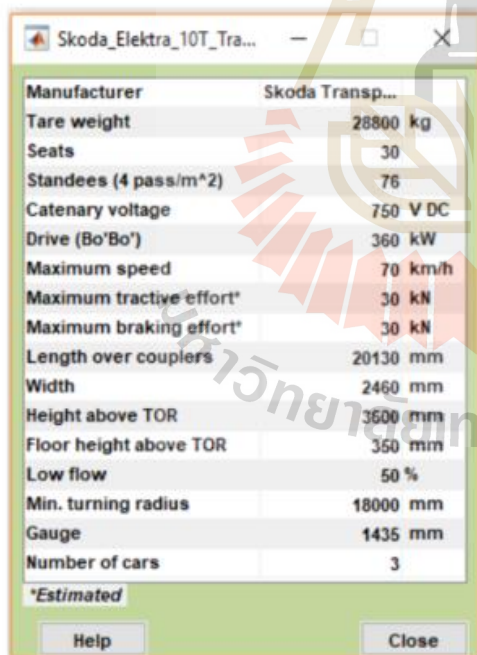 Skoda_Elektra_10T_Tra...
Manufacturer Skoda Transp...
Tare weight 28800 kg
Seats 30
Standees (4 pass/m^2) 76
Catenary voltage 750 V DC
Drive (Bo'Bo') 360 kW
Maximum speed 70 km/h
Maximum tractive effort* 30 kN
Maximum braking effort* 30 kN
Length over couplers 20130 mm
Width 2460 mm
Height above TOR 3600 mm
Floor height above TOR 350 mm
Low flow 50 %
Min. turning radius 18000 mm
Gauge 1435 mm
Number of cars 3
*Estimated
Help Close